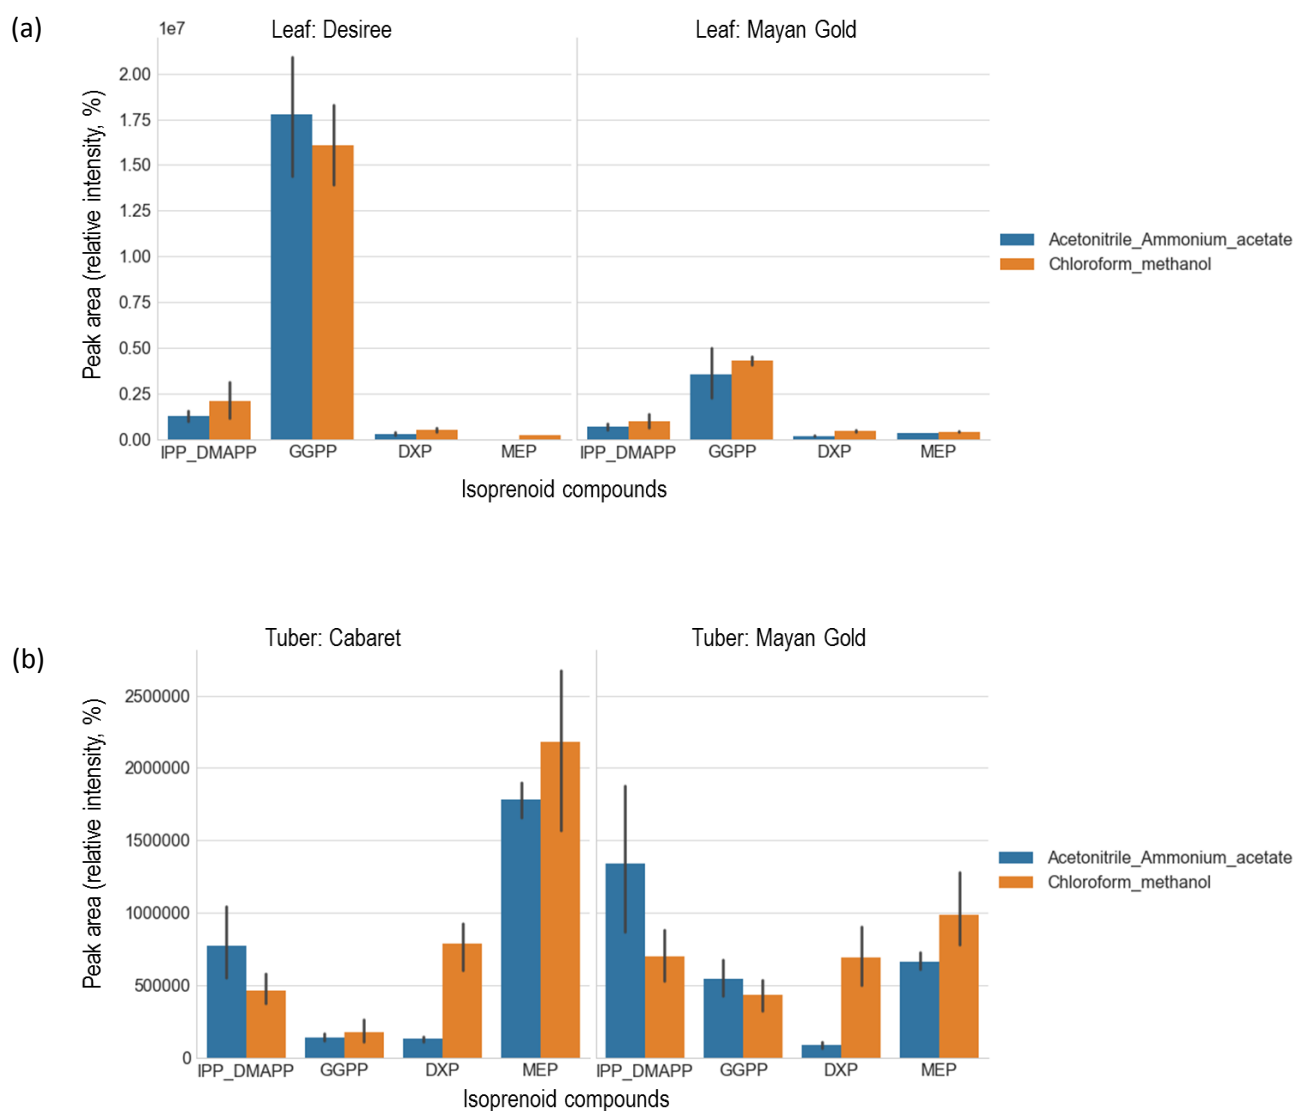 (a)
1e7
Leaf: Desiree
Leaf: Mayan Gold
Peak area (relative intensity, %)
2.00
1.75
1.50
1.25
1.00
0.75
0.50
0.25
0.00
IPP_DMAPP GGPP DXP MEP
IPP_DMAPP GGPP DXP MEP
Isoprenoid compounds
Acetonitrile_Ammonium_acetate
Chloroform_methanol
(b)
Tuber: Cabaret
Tuber: Mayan Gold
Peak area (relative intensity, %)
2500000
2000000
1500000
1000000
500000
0
IPP_DMAPP GGPP DXP MEP
IPP_DMAPP GGPP DXP MEP
Isoprenoid compounds
Acetonitrile_Ammonium_acetate
Chloroform_methanol